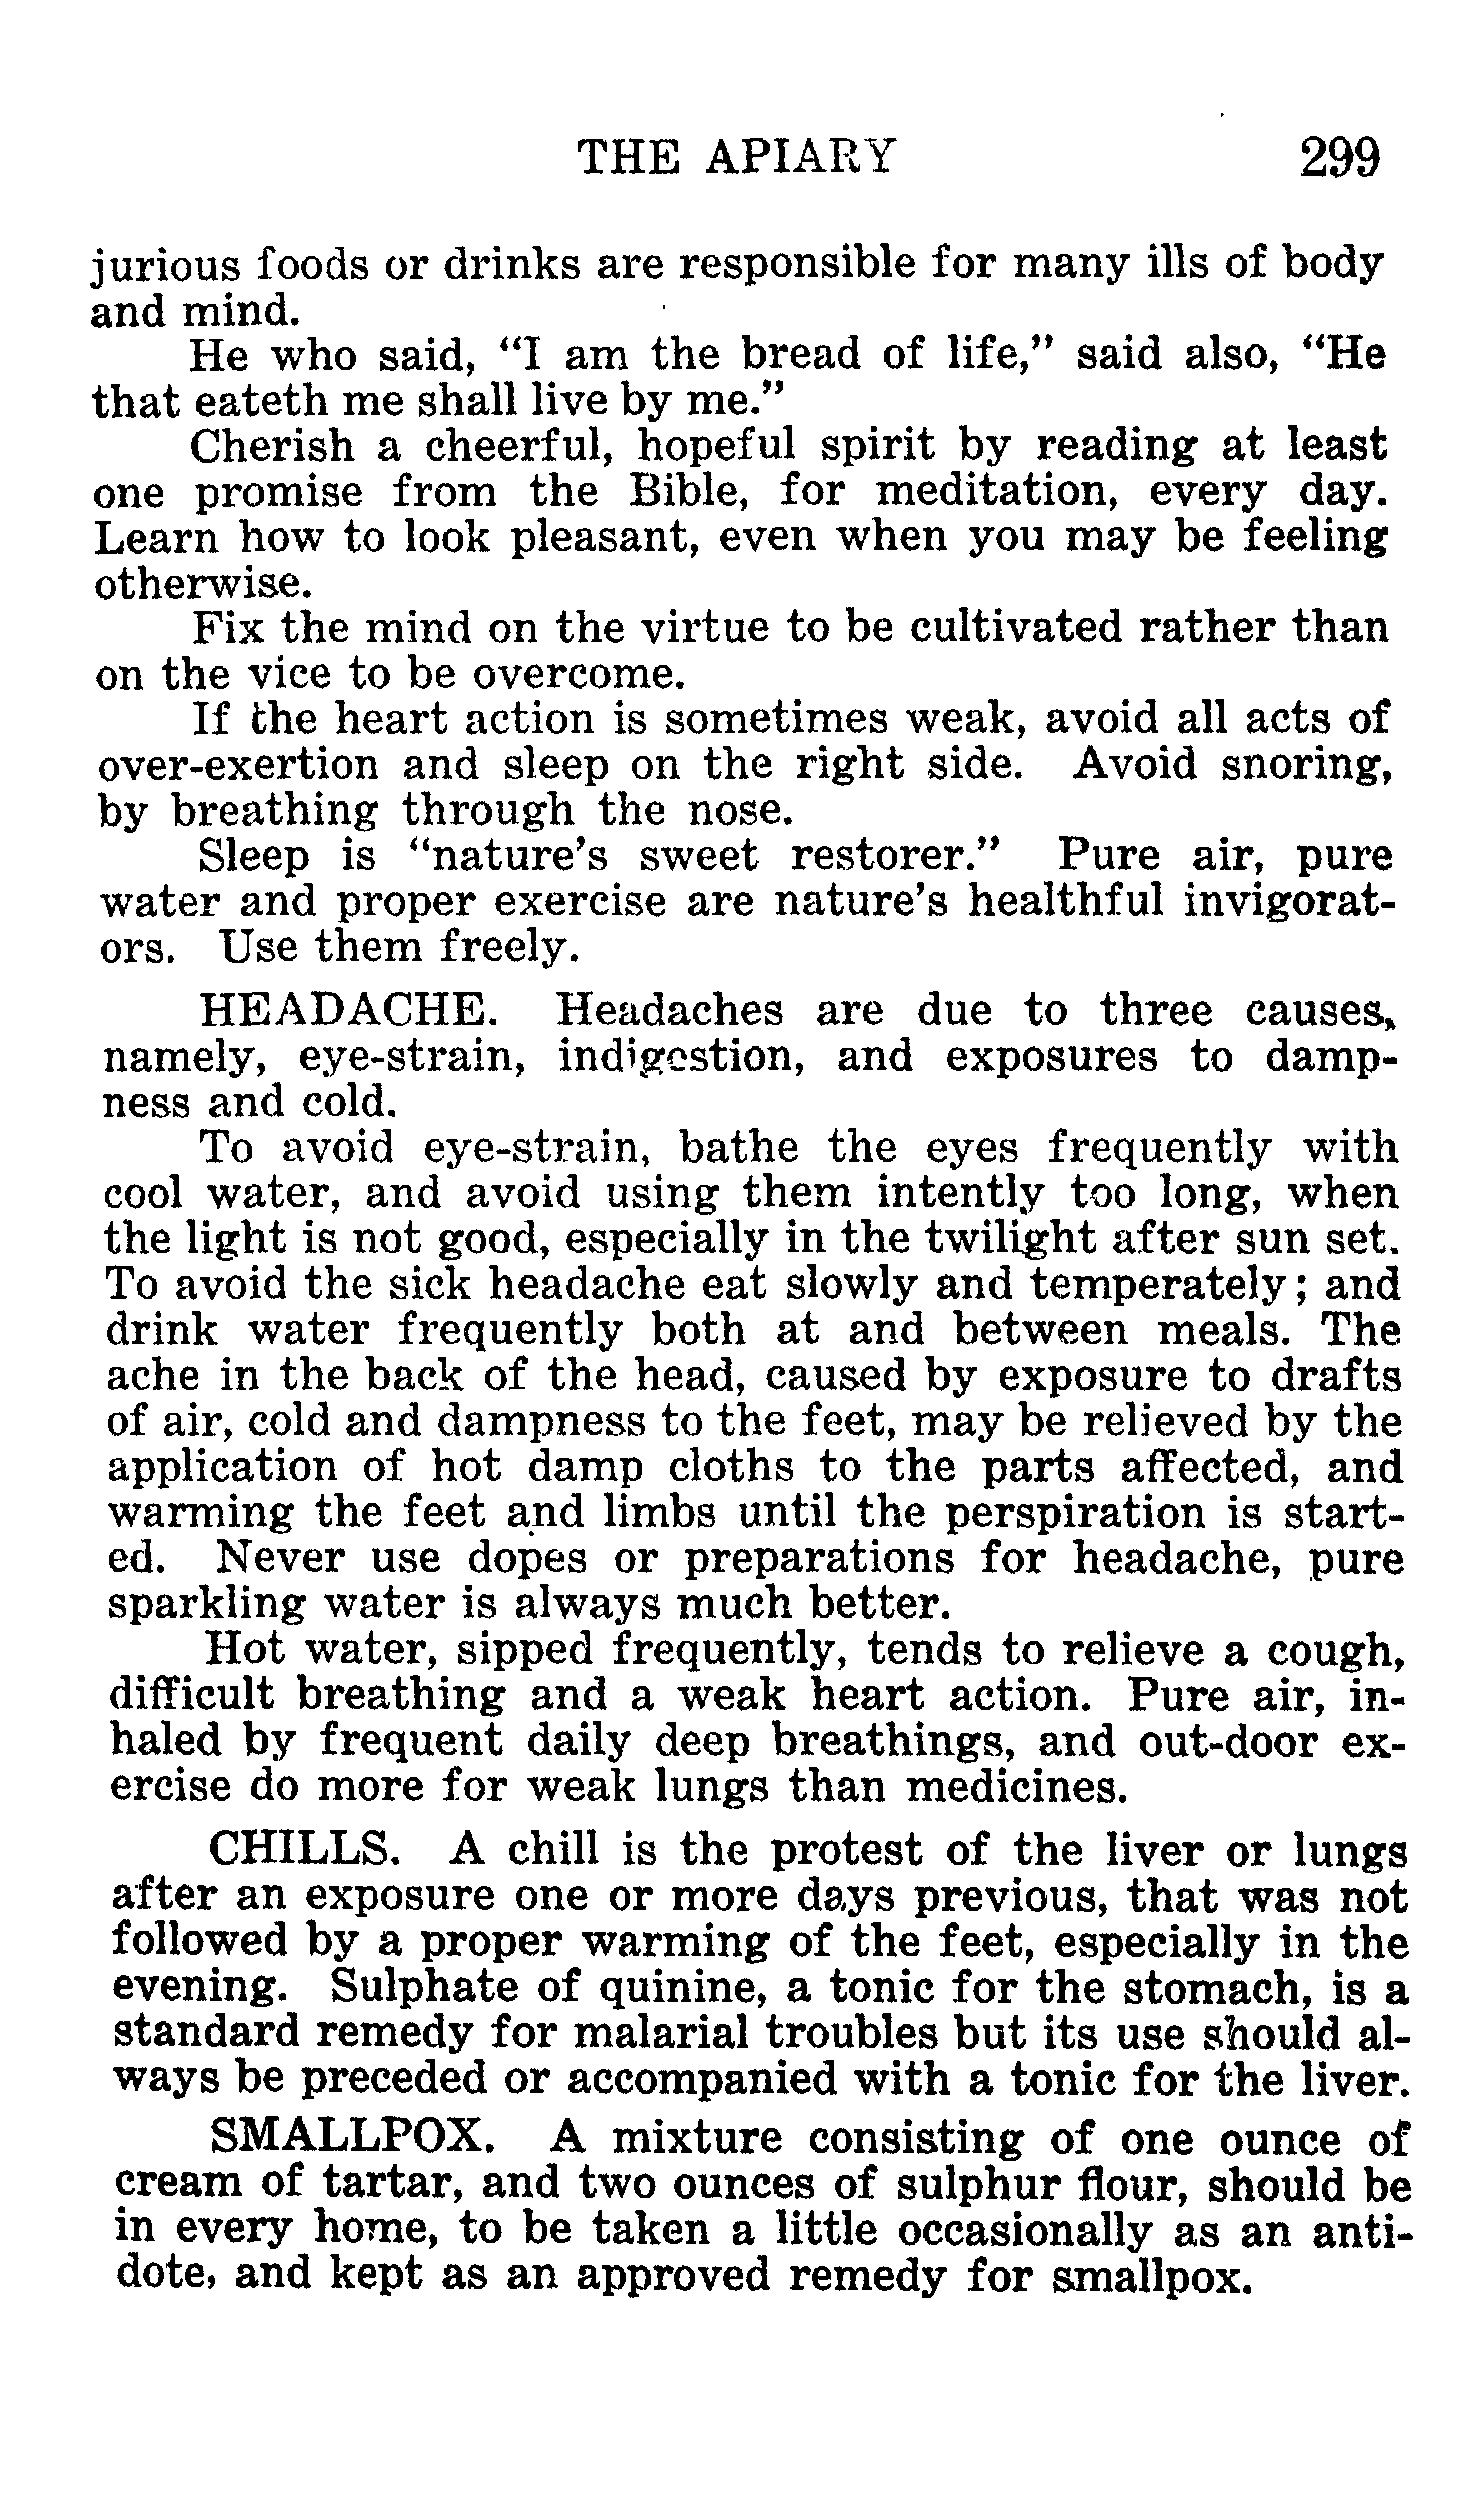 THE APIARY 299
jurious foods or drinks are responsible for many ills of body
and mind.
He who said, “I am the bread of life,” said also, “He
that eateth me shall live by me.”
Cherish a cheerful, hopeful spirit by reading at least
one promise from the Bible, for meditation, every day.
Learn how to look pleasant, even when you may be feeling
otherwise.
Fix the mind on the virtue to be cultivated rather than
on the vice to be overcome.
If the heart action is sometimes weak, avoid all acts of
over-exertion and sleep on the right side. Avoid snoring,
by breathing through the nose.
Sleep is “nature’s sweet restorer.” Pure air, pure
water and proper exercise are nature’s healthful invigorat-
ors. Use them freely.
HEADACHE. Headaches are due to three causes,
namely, eye-strain, indigestion, and exposures to damp-
ness and cold.
To avoid eye-strain, bathe the eyes frequently with
cool water, and avoid using them intently too long, when
the light is not good, especially in the twilight after sun set.
To avoid the sick headache eat slowly and temperately; and
drink water frequently both at and between meals. The
ache in the back of the head, caused by exposure to drafts
of air, cold and dampness to the feet, may be relieved by the
application of hot damp cloths to the parts affected, and
warming the feet and limbs until the perspiration is start-
ed. Never use dopes or preparations for headache, pure
sparkling water is always much better.
Hot water, sipped frequently, tends to relieve a cough,
difficult breathing and a weak heart action. Pure air, in-
haled by frequent daily deep breathings, and out-door ex-
ercise do more for weak lungs than medicines.
CHILLS. A chill is the protest of the liver or lungs
after an exposure one or more days previous, that was not
followed by a proper warming of the feet, especially in the
evening. Sulphate of quinine, a tonic for the stomach, is a
standard remedy for malarial troubles but its use should al-
ways be preceded or accompanied with a tonic for the liver.
SMALLPOX. A mixture consisting of one ounce of
cream of tartar, and two ounces of sulphur flour, should be
in every home, to be taken a little occasionally as an anti-
dote, and kept as an approved remedy for smallpox.